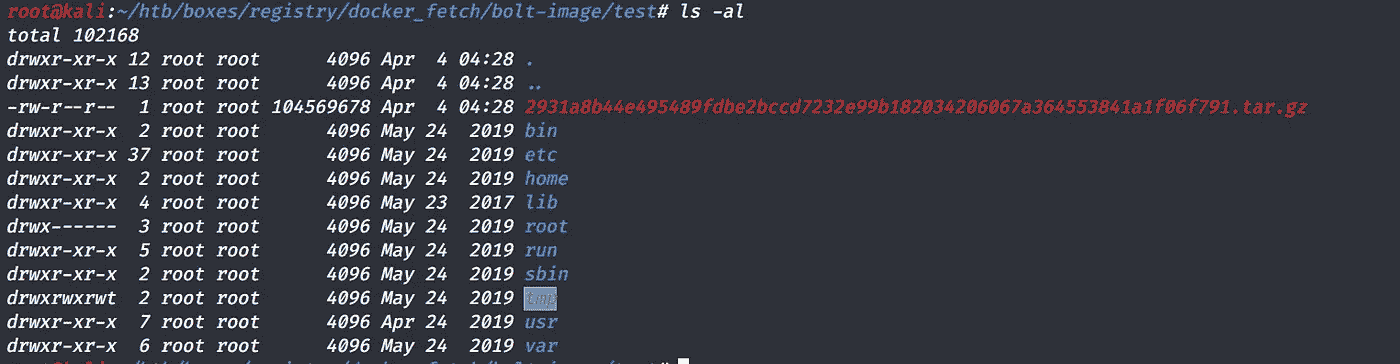 root@kali:~/htb/boxes/registry/docker_fetch/bolt-image/test# ls -al
total 102168
drwxr-xr-x 12 root root 4096 Apr 4 04:28 .
drwxr-xr-x 13 root root 4096 Apr 4 04:28 ..
-rw-r--r-- 1 root root 104569678 Apr 4 04:28 2931a8b44e495489fdbe2bccd7232e99b182034206067a364553841a1f06f791.tar.gz
drwxr-xr-x 2 root root 4096 May 24 2019 bin
drwxr-xr-x 37 root root 4096 May 24 2019 etc
drwxr-xr-x 2 root root 4096 May 24 2019 home
drwxr-xr-x 4 root root 4096 May 23 2017 lib
drwx------ 3 root root 4096 May 24 2019 root
drwxr-xr-x 5 root root 4096 May 24 2019 run
drwxr-xr-x 2 root root 4096 May 24 2019 sbin
drwxrwxrwt 2 root root 4096 May 24 2019 tmp
drwxr-xr-x 7 root root 4096 Apr 24 2019 usr
drwxr-xr-x 6 root root 4096 May 24 2019 var